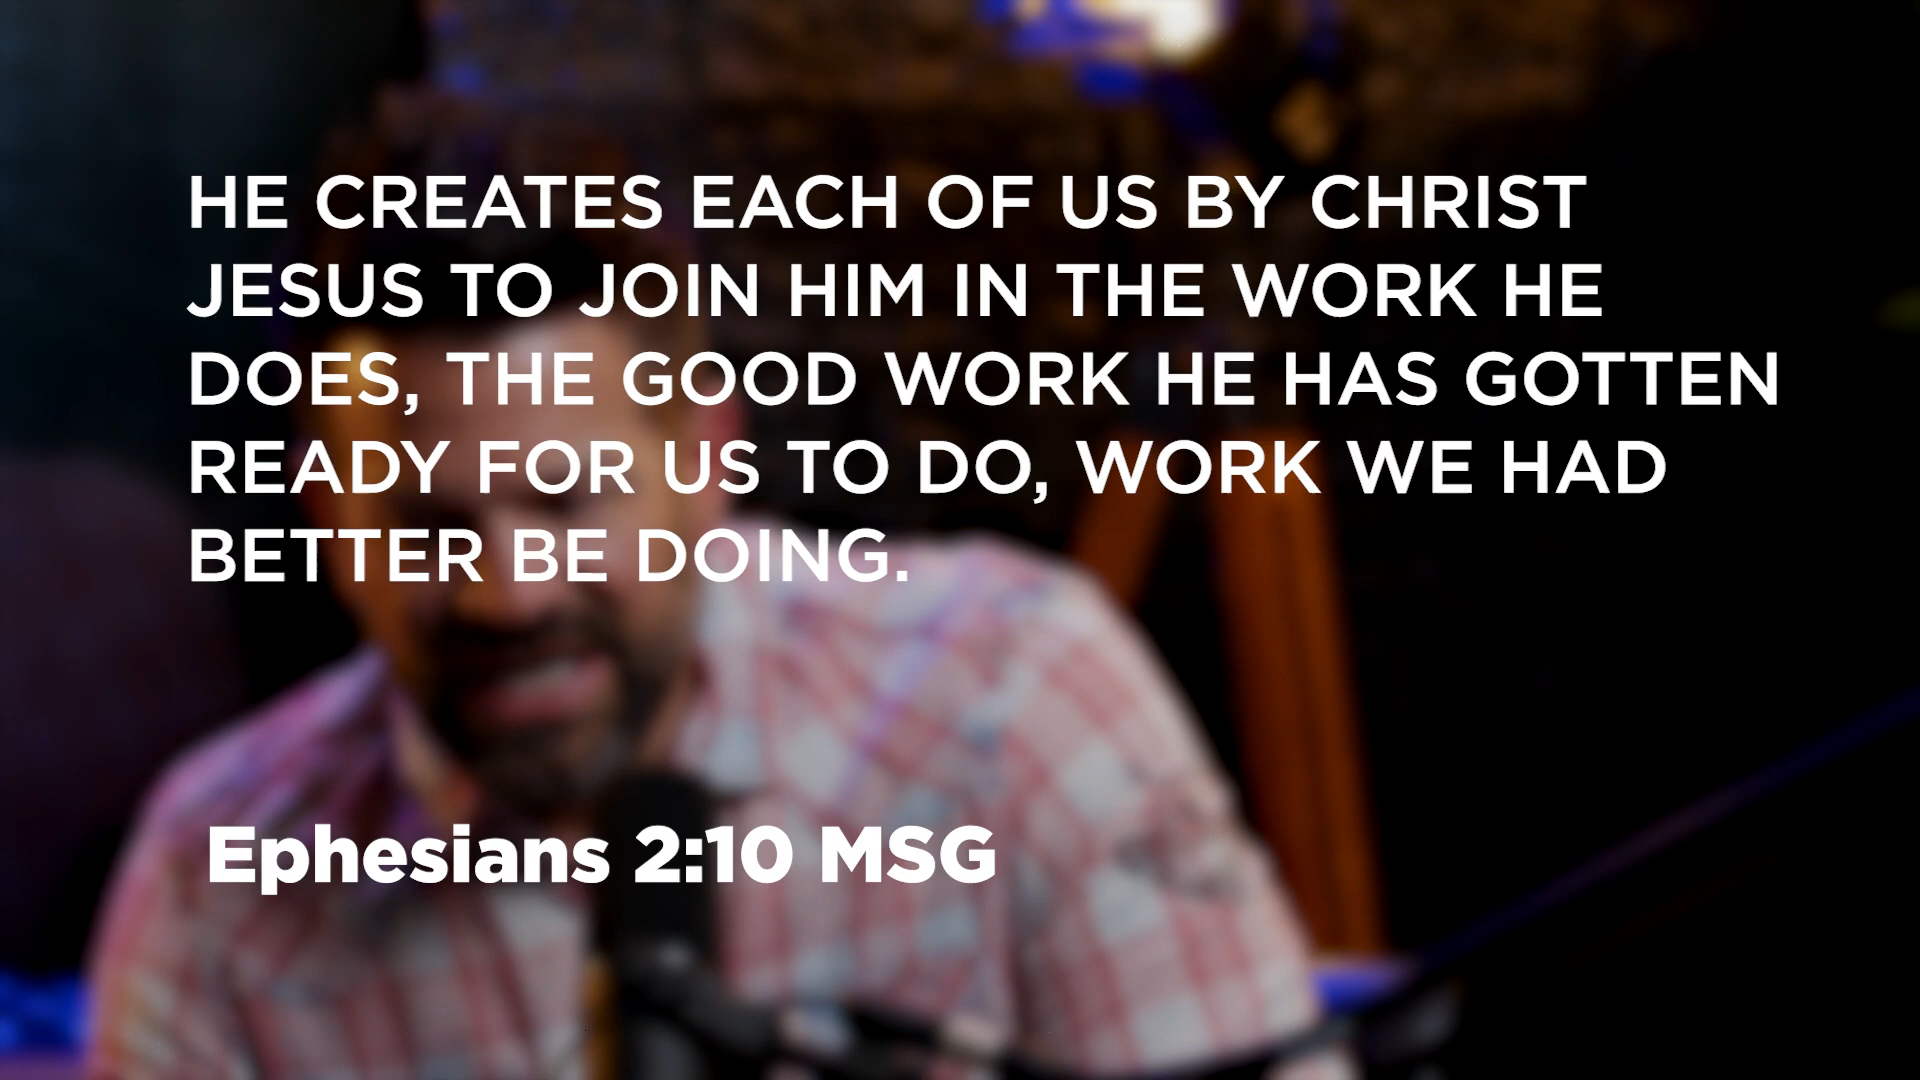 HE CREATES EACH OF US BY CHRIST
JESUS TO JOIN HIM IN THE WORK HE
DOES, THE GOOD WORK HE HAS GOTTEN
READY FOR US TO DO, WORK WE HAD
BETTER BE DOING.
Ephesians 2:10 MSG